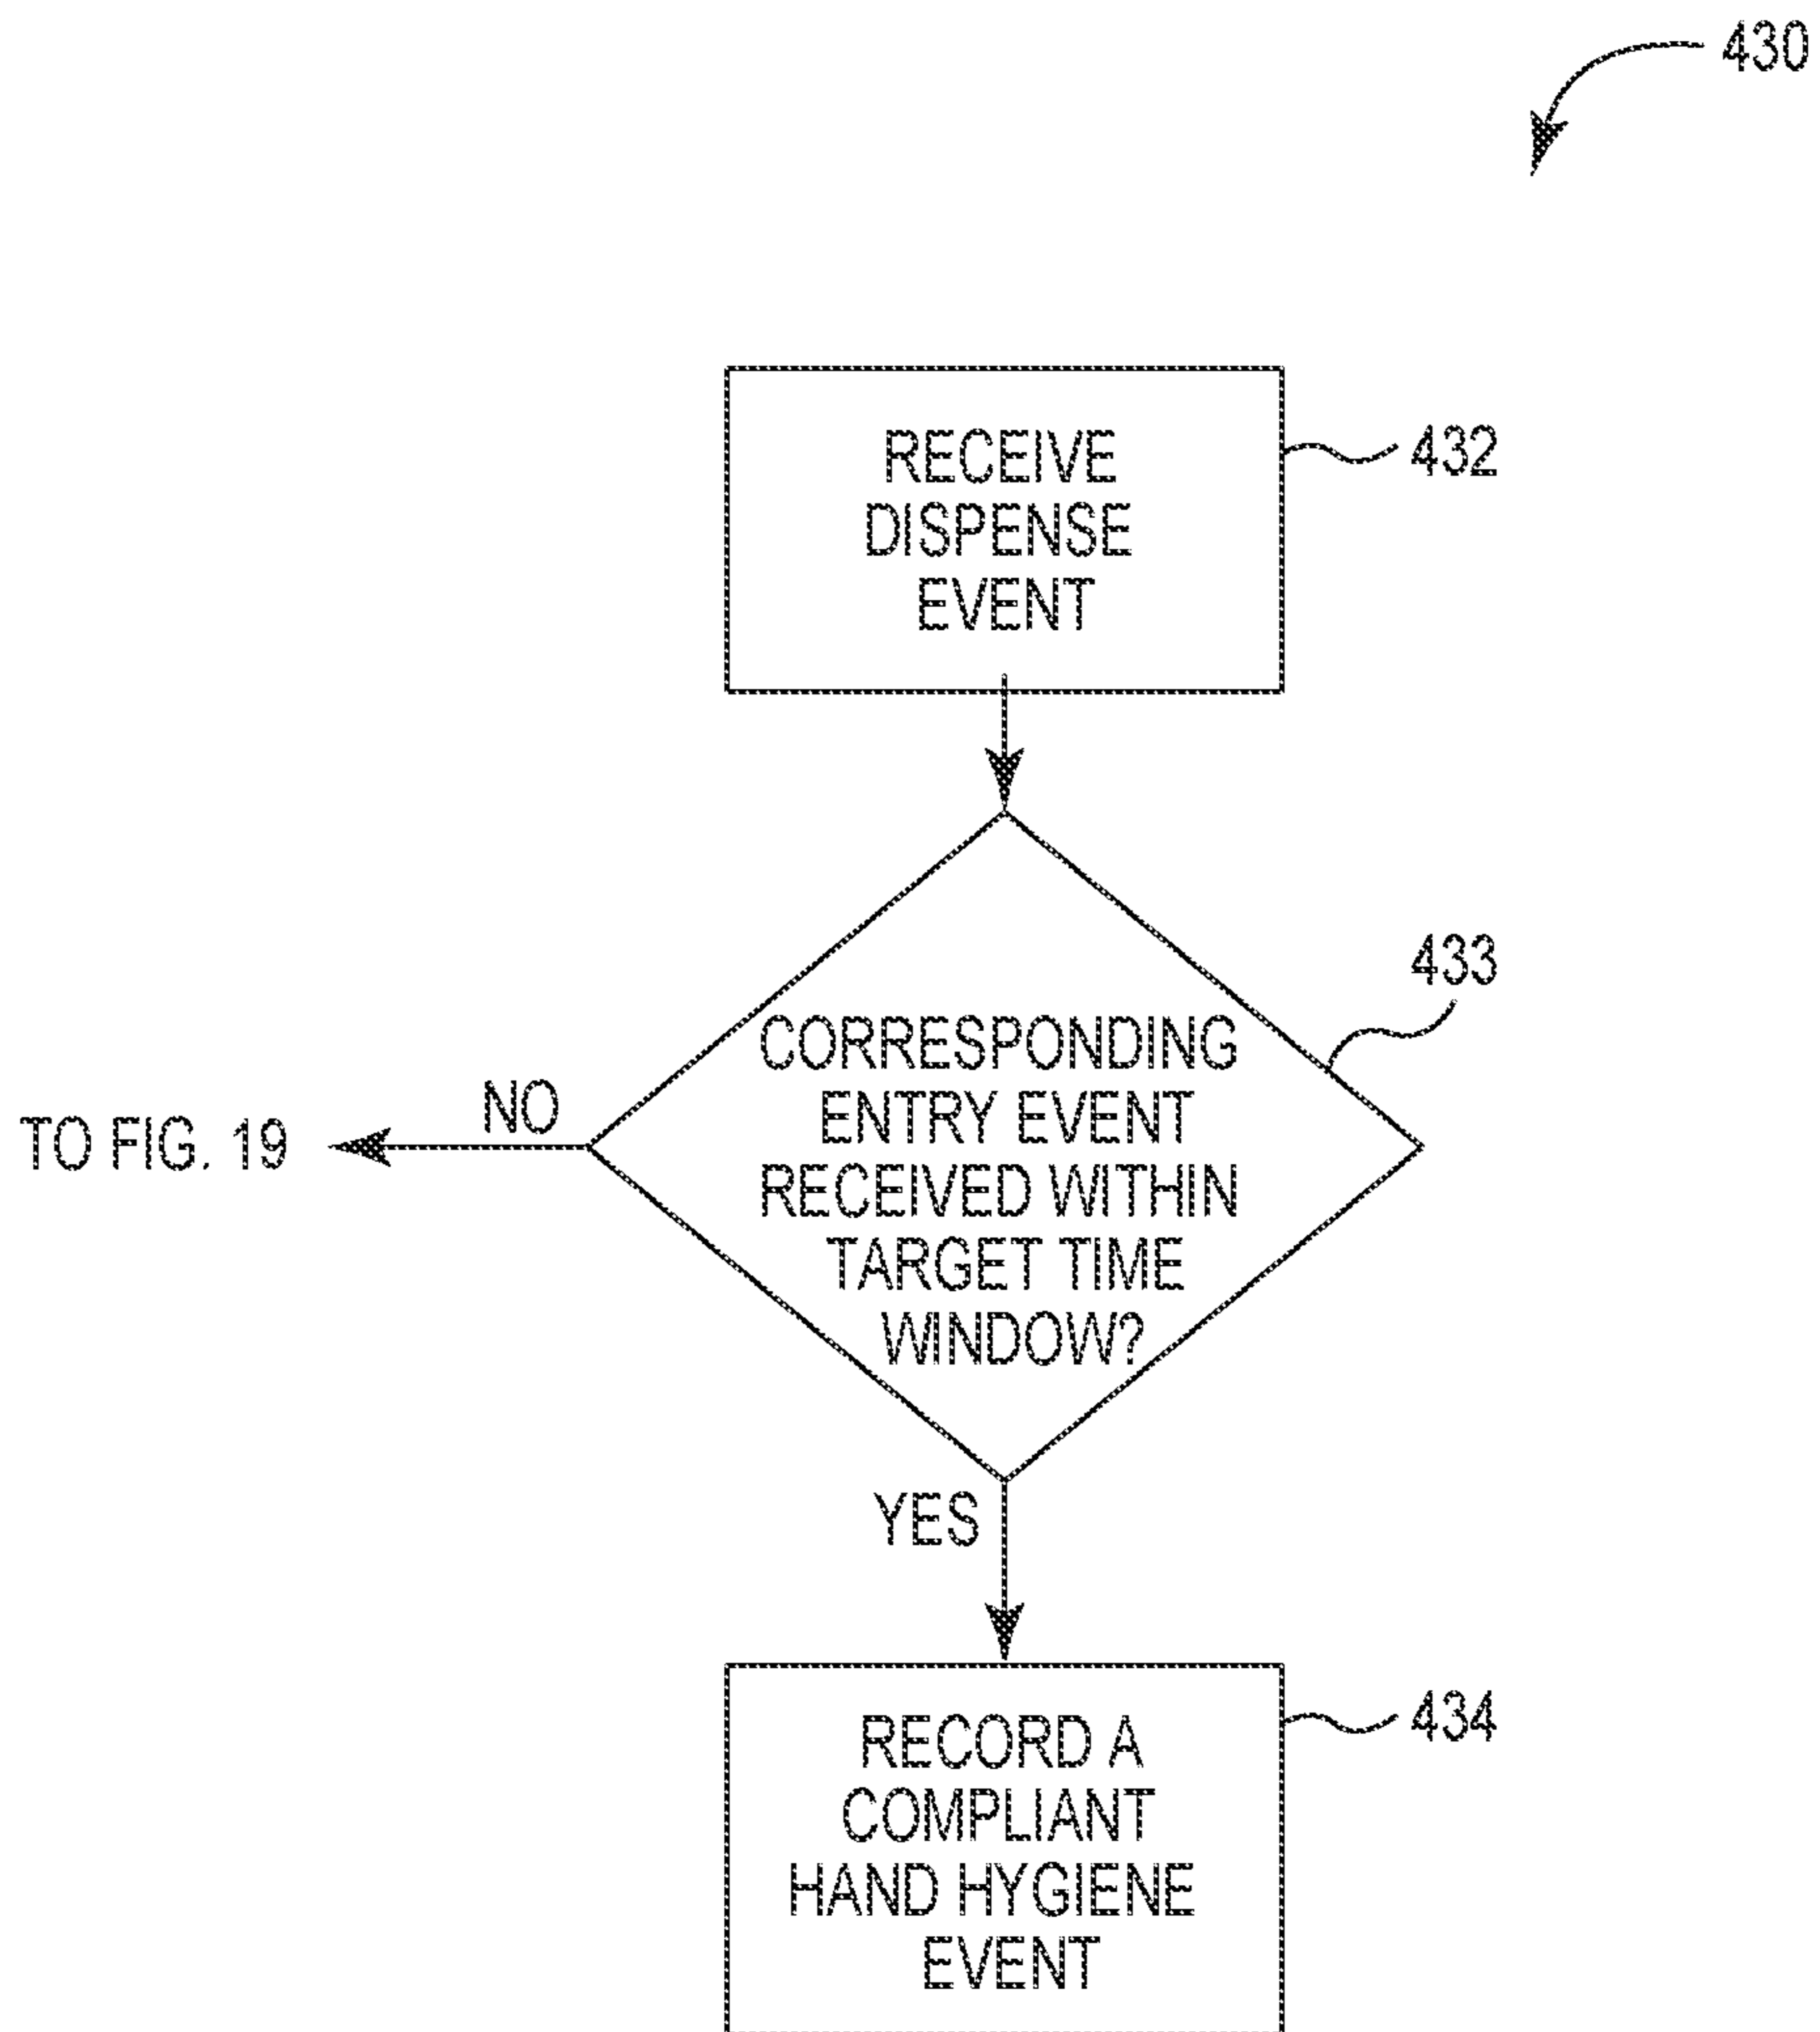 430
RECEIVE
DISPENSE
EVENT
432
433
CORRESPONDING
ENTRY EVENT
RECEIVED WITHIN
TARGET TIME
WINDOW?
NO
TO FIG. 19
YES
RECORD A
COMPLIANT
HAND HYGIENE
EVENT
434